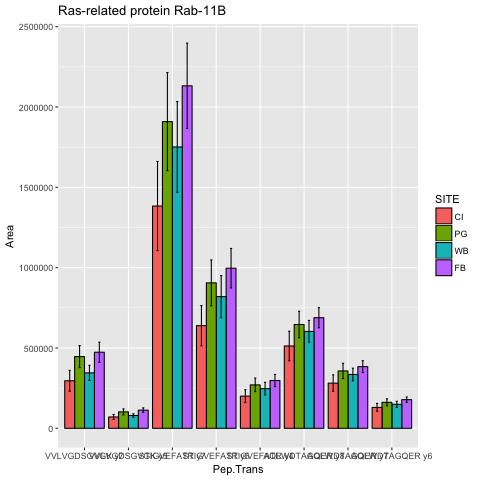 Ras-related protein Rab-11B
2500000
2000000
1500000
1000000
500000
0
Area
Pep.Trans
SITE
CI
PG
WB
FB